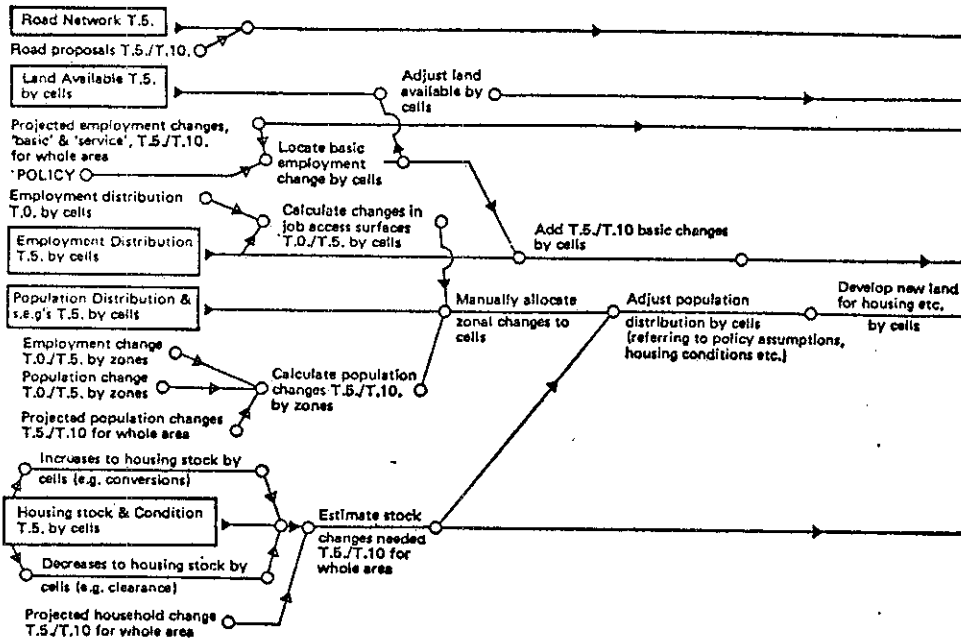 Road Network T.5.
Road proposals T.5./T.10.
Land Available T.5.
by cells
Adjust land
available by
cells
Projected employment changes,
'basic' & 'service', T.5./T.10.
for whole area
'POLICY
Locate basic
employment
change by cells
Employment distribution
T.0. by cells
Calculate changes in
job access surfaces
T.0./T.5. by cells
Add T.5./T.10 basic changes
by cells
Employment Distribution
T.5. by cells
Population Distribution &
s.e.g's T.5. by cells
Manually allocate
zonal changes to
cells
Adjust population
distribution by cells
(referring to policy assumptions,
housing conditions etc.)
Develop new land
for housing etc.
by cells
Employment change
T.0./T.5. by zones
Population change
T.0./T.5. by zones
Calculate population
changes T.5./T.10.
by zones
Projected population changes
T.5./T.10 for whole area
Increases to housing stock by
cells (e.g. conversions)
Housing stock & Condition
T.5. by cells
Estimate stock
changes needed
T.5./T.10 for
whole area
Decreases to housing stock by
cells (e.g. clearance)
Projected household change
T.5./T.10 for whole area